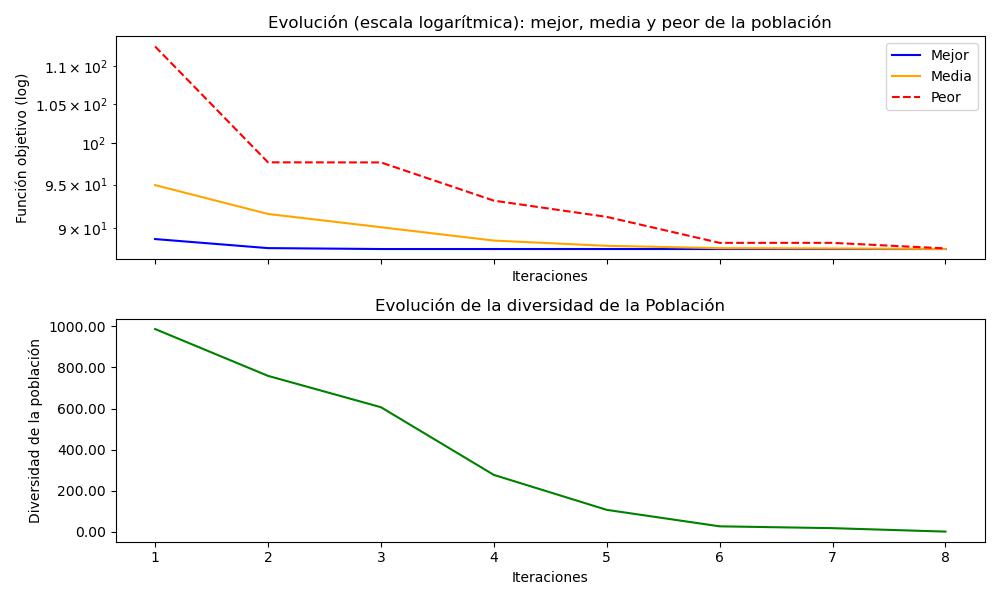 Evolución (escala logarítmica): mejor, media y peor de la población
Función objetivo (log)
1.1 × 10²
1.05 × 10²
10²
9.5 × 10¹
9 × 10¹
Mejor
Media
Peor
Iteraciones
Evolución de la diversidad de la Población
Diversidad de la población
1000.00
800.00
600.00
400.00
200.00
0.00
1 2 3 4 5 6 7 8
Iteraciones